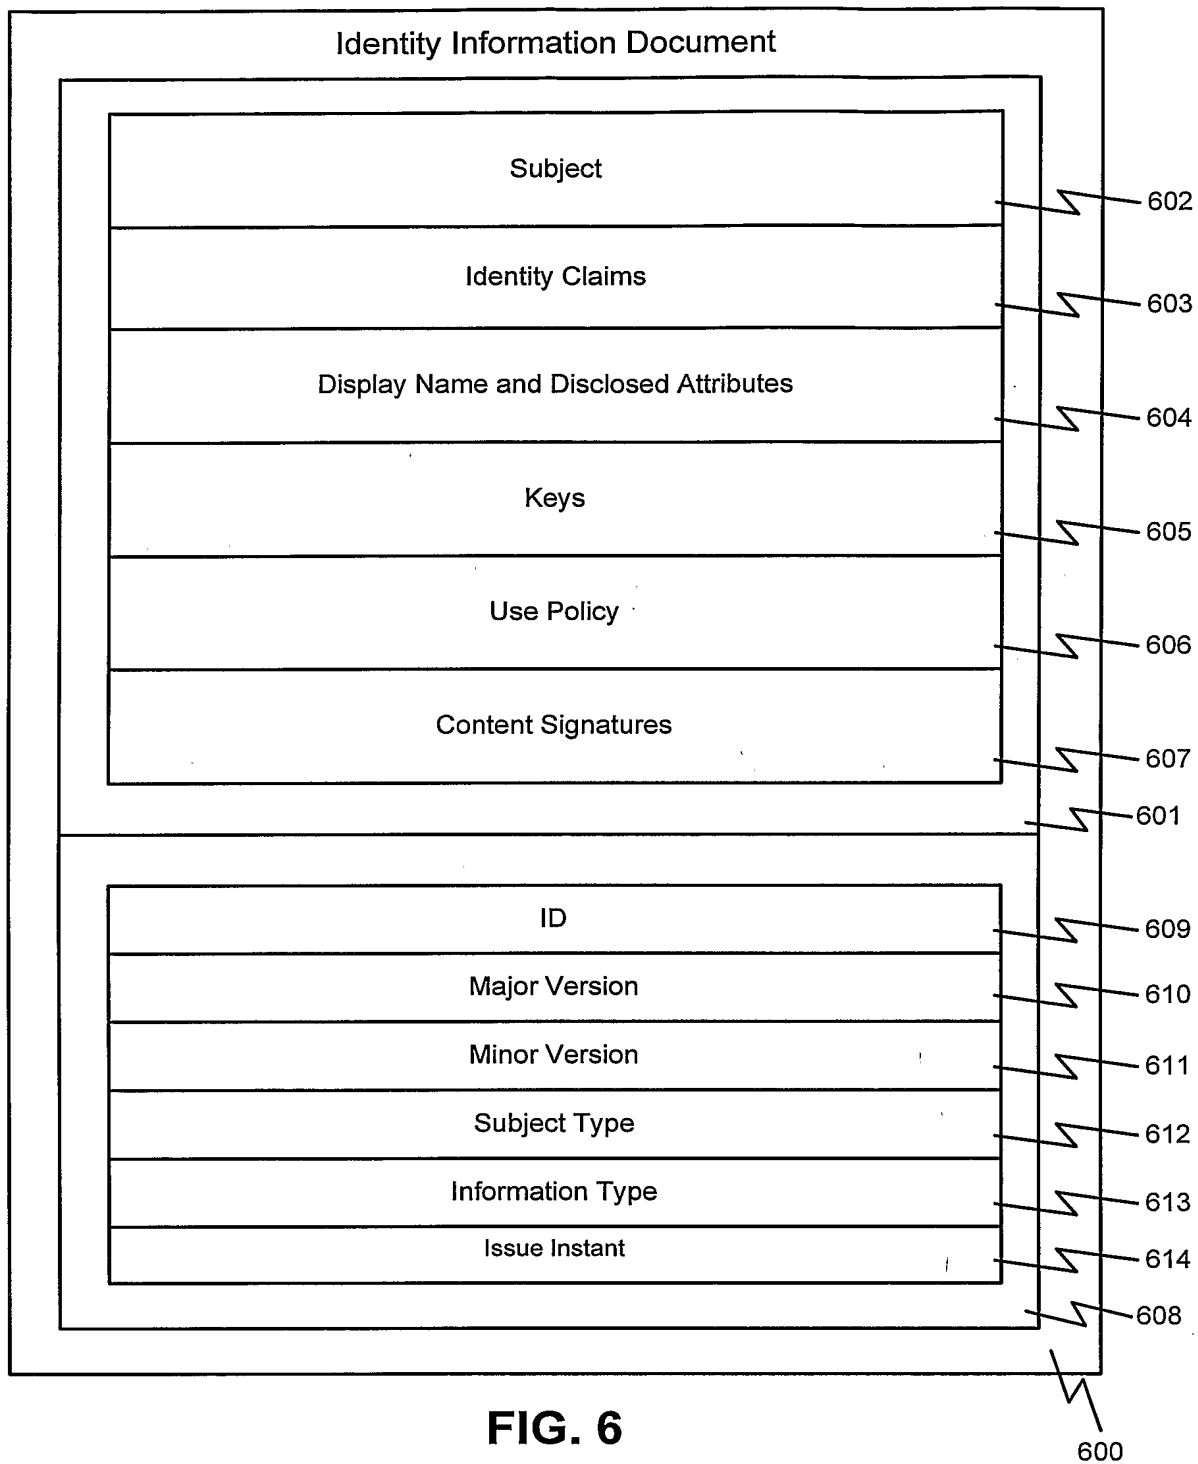 Identity Information Document
Subject
602
Identity Claims
603
Display Name and Disclosed Attributes
604
Keys
605
Use Policy
606
Content Signatures
607
601
ID
609
Major Version
610
Minor Version
611
Subject Type
612
Information Type
613
Issue Instant
614
608
FIG. 6
600